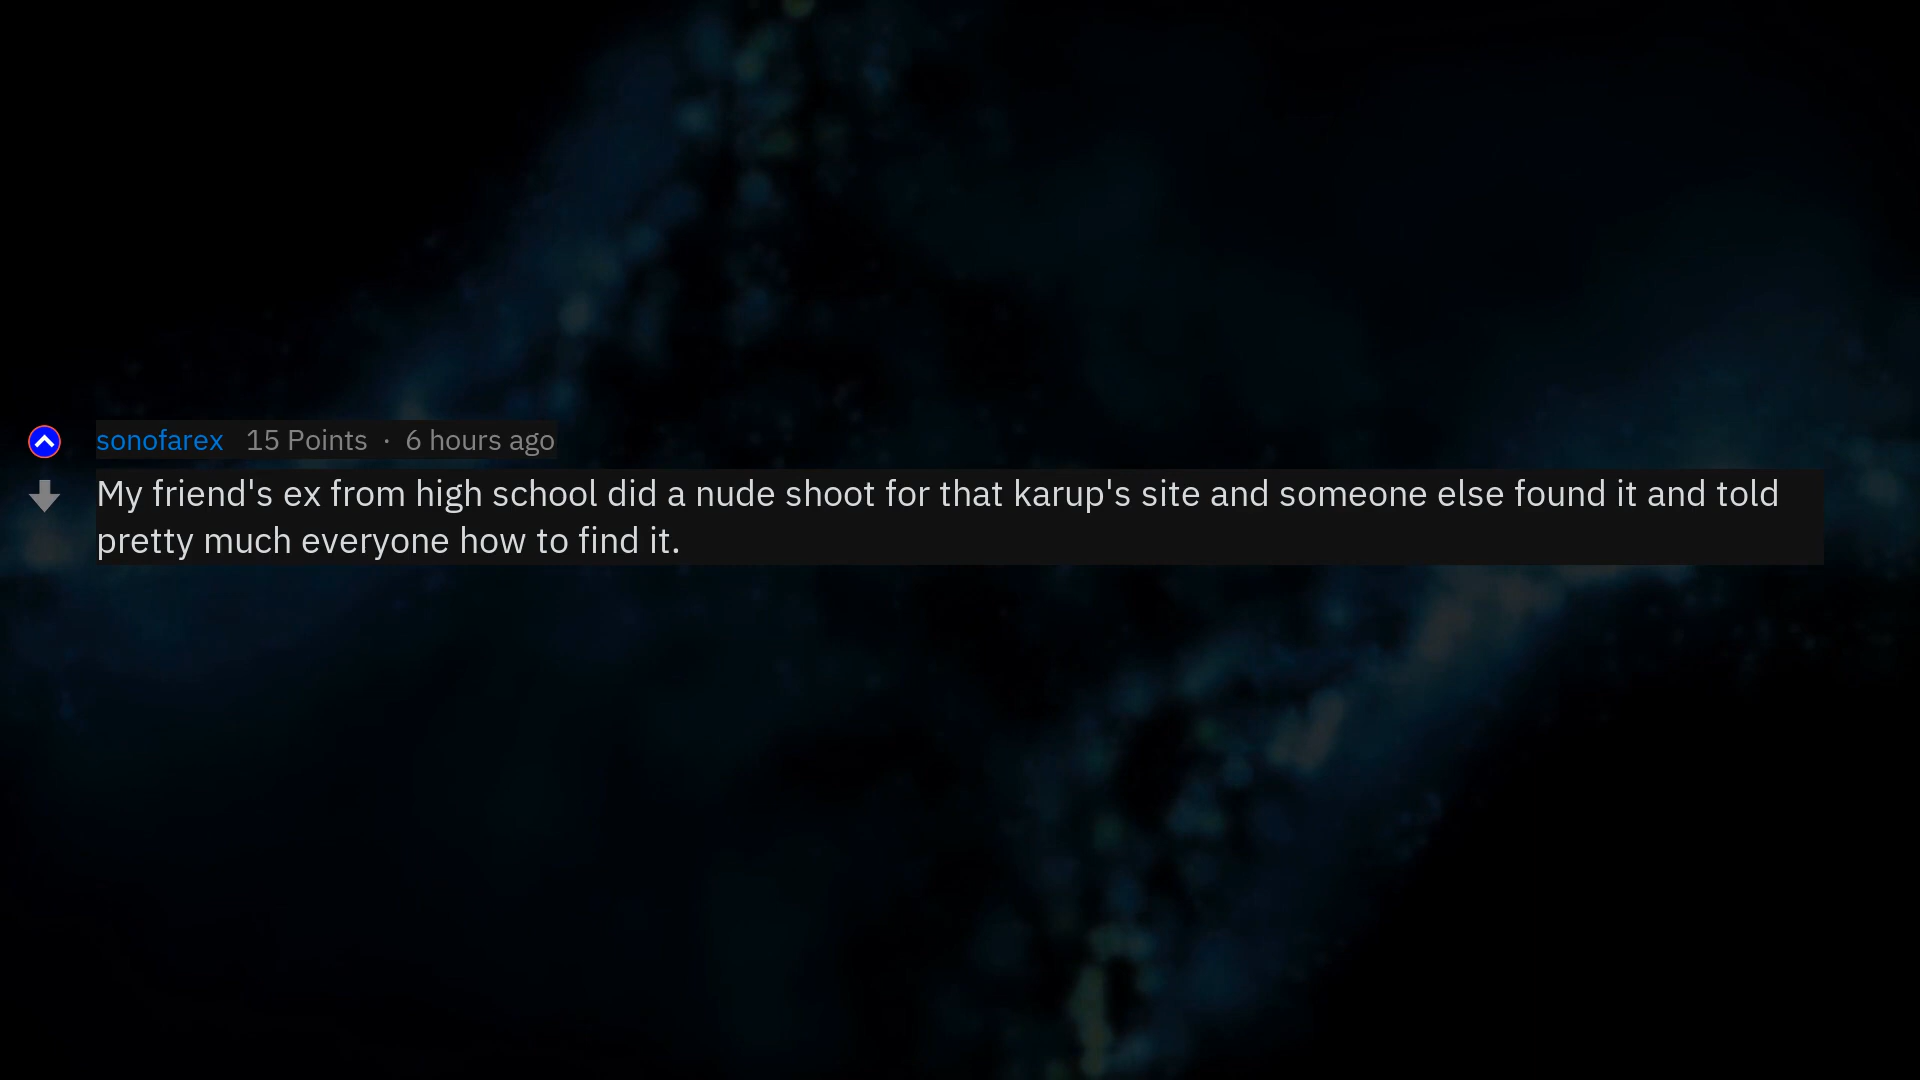 sonofarex 15 Points · 6 hours ago
My friend's ex from high school did a nude shoot for that karup's site and someone else found it and told
pretty much everyone how to find it.